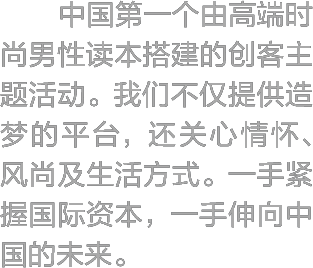 中国第一个由高端时
尚男性读本搭建的创客主
题活动。我们不仅提供造
梦的平台，还关心情怀、
风尚及生活方式。一手紧
握国际资本，一手伸向中
国的未来。